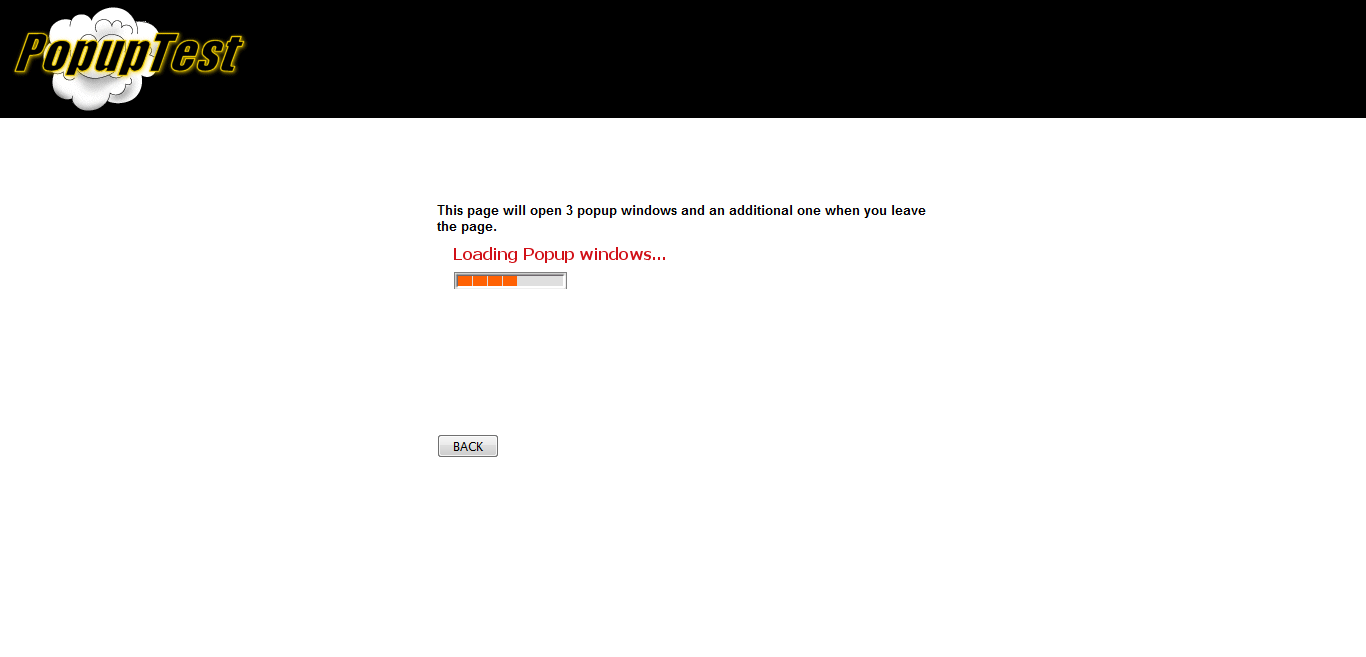 PopupTest
This page will open 3 popup windows and an additional one when you leave
the page.
Loading Popup windows...
BACK